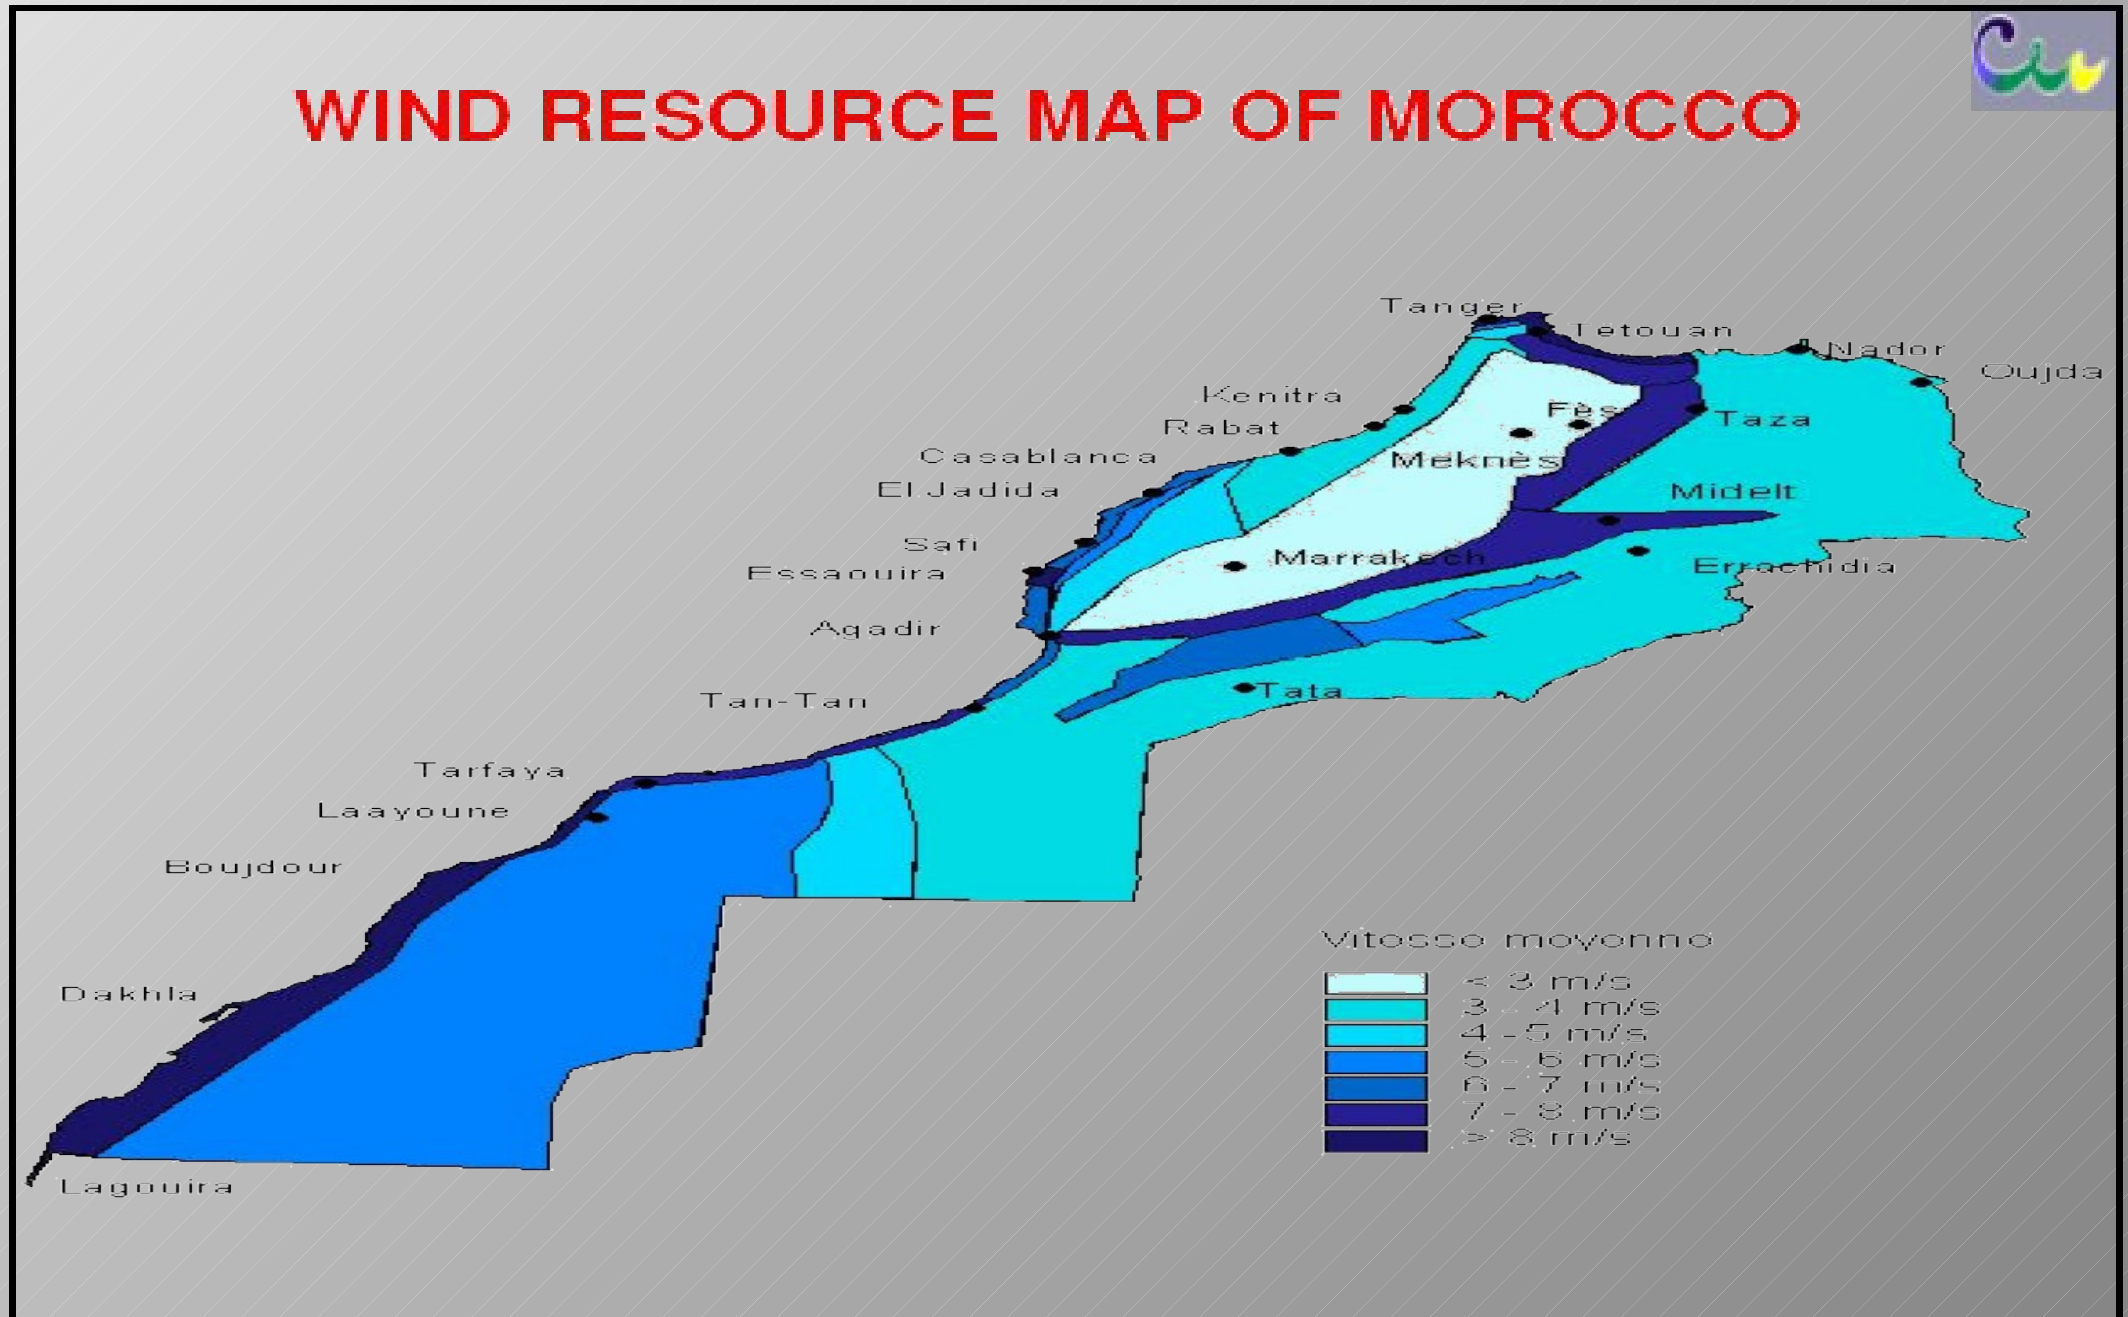 WIND RESOURCE MAP OF MOROCCO
Tanger
Tetouan
Nador
Oujda
Kenitra
Fès
Taza
Rabat
Casablanca
Meknès
El Jadida
Midelt
Safi
Marrakech
Essaouira
Errachidia
Agadir
Tata
Tan-Tan
Tarfaya
Laayoune
Boujdour
Dakhla
Lagouira
Vitosso moyonno
< 3 m/s
3 - 4 m/s
4 -5 m/s
5 - 6 m/s
6 - 7 m/s
7 - 8 m/s
> 8 m/s